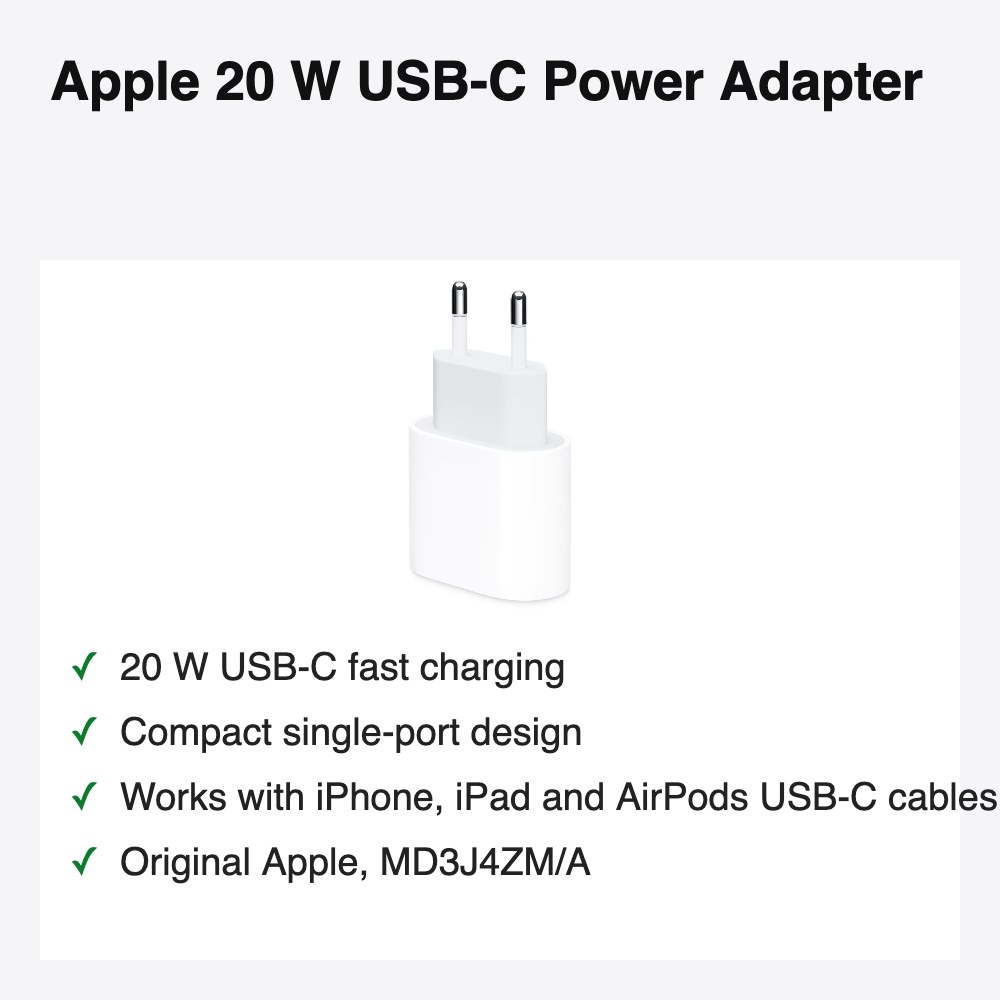 Apple 20 W USB-C Power Adapter
✓ 20 W USB-C fast charging
✓ Compact single-port design
✓ Works with iPhone, iPad and AirPods USB-C cables
✓ Original Apple, MD3J4ZM/A